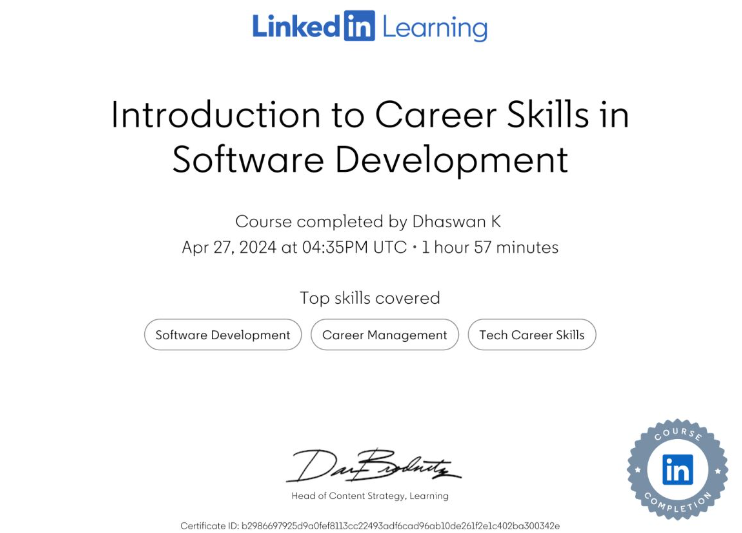 Linkedin Learning
Introduction to Career Skills in
Software Development
Course completed by Dhaswan K
Apr 27, 2024 at 04:35PM UTC • 1 hour 57 minutes
Top skills covered
Software Development Career Management Tech Career Skills
Head of Content Strategy, Learning
COURSE
in
COMPLETION
Certificate ID: b2986697925d9a0fef8113cc22493adf6cad96ab10de261f2e1c402ba300342e